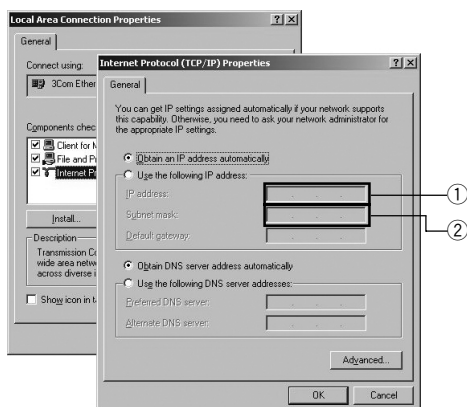 Local Area Connection Properties
General
Connect using:
3Com Ether
Components chec
Client for M
File and Pr
Internet Pr
Install...
Description
Transmission Co
wide area netw
across diverse i
Show icon in ta
Internet Protocol (TCP/IP) Properties
General
You can get IP settings assigned automatically if your network supports
this capability. Otherwise, you need to ask your network administrator for
the appropriate IP settings.
Obtain an IP address automatically
Use the following IP address:
IP address:
Subnet mask:
Default gateway:
Obtain DNS server address automatically
Use the following DNS server addresses:
Preferred DNS server:
Alternate DNS server:
Advanced...
OK
Cancel
1
2